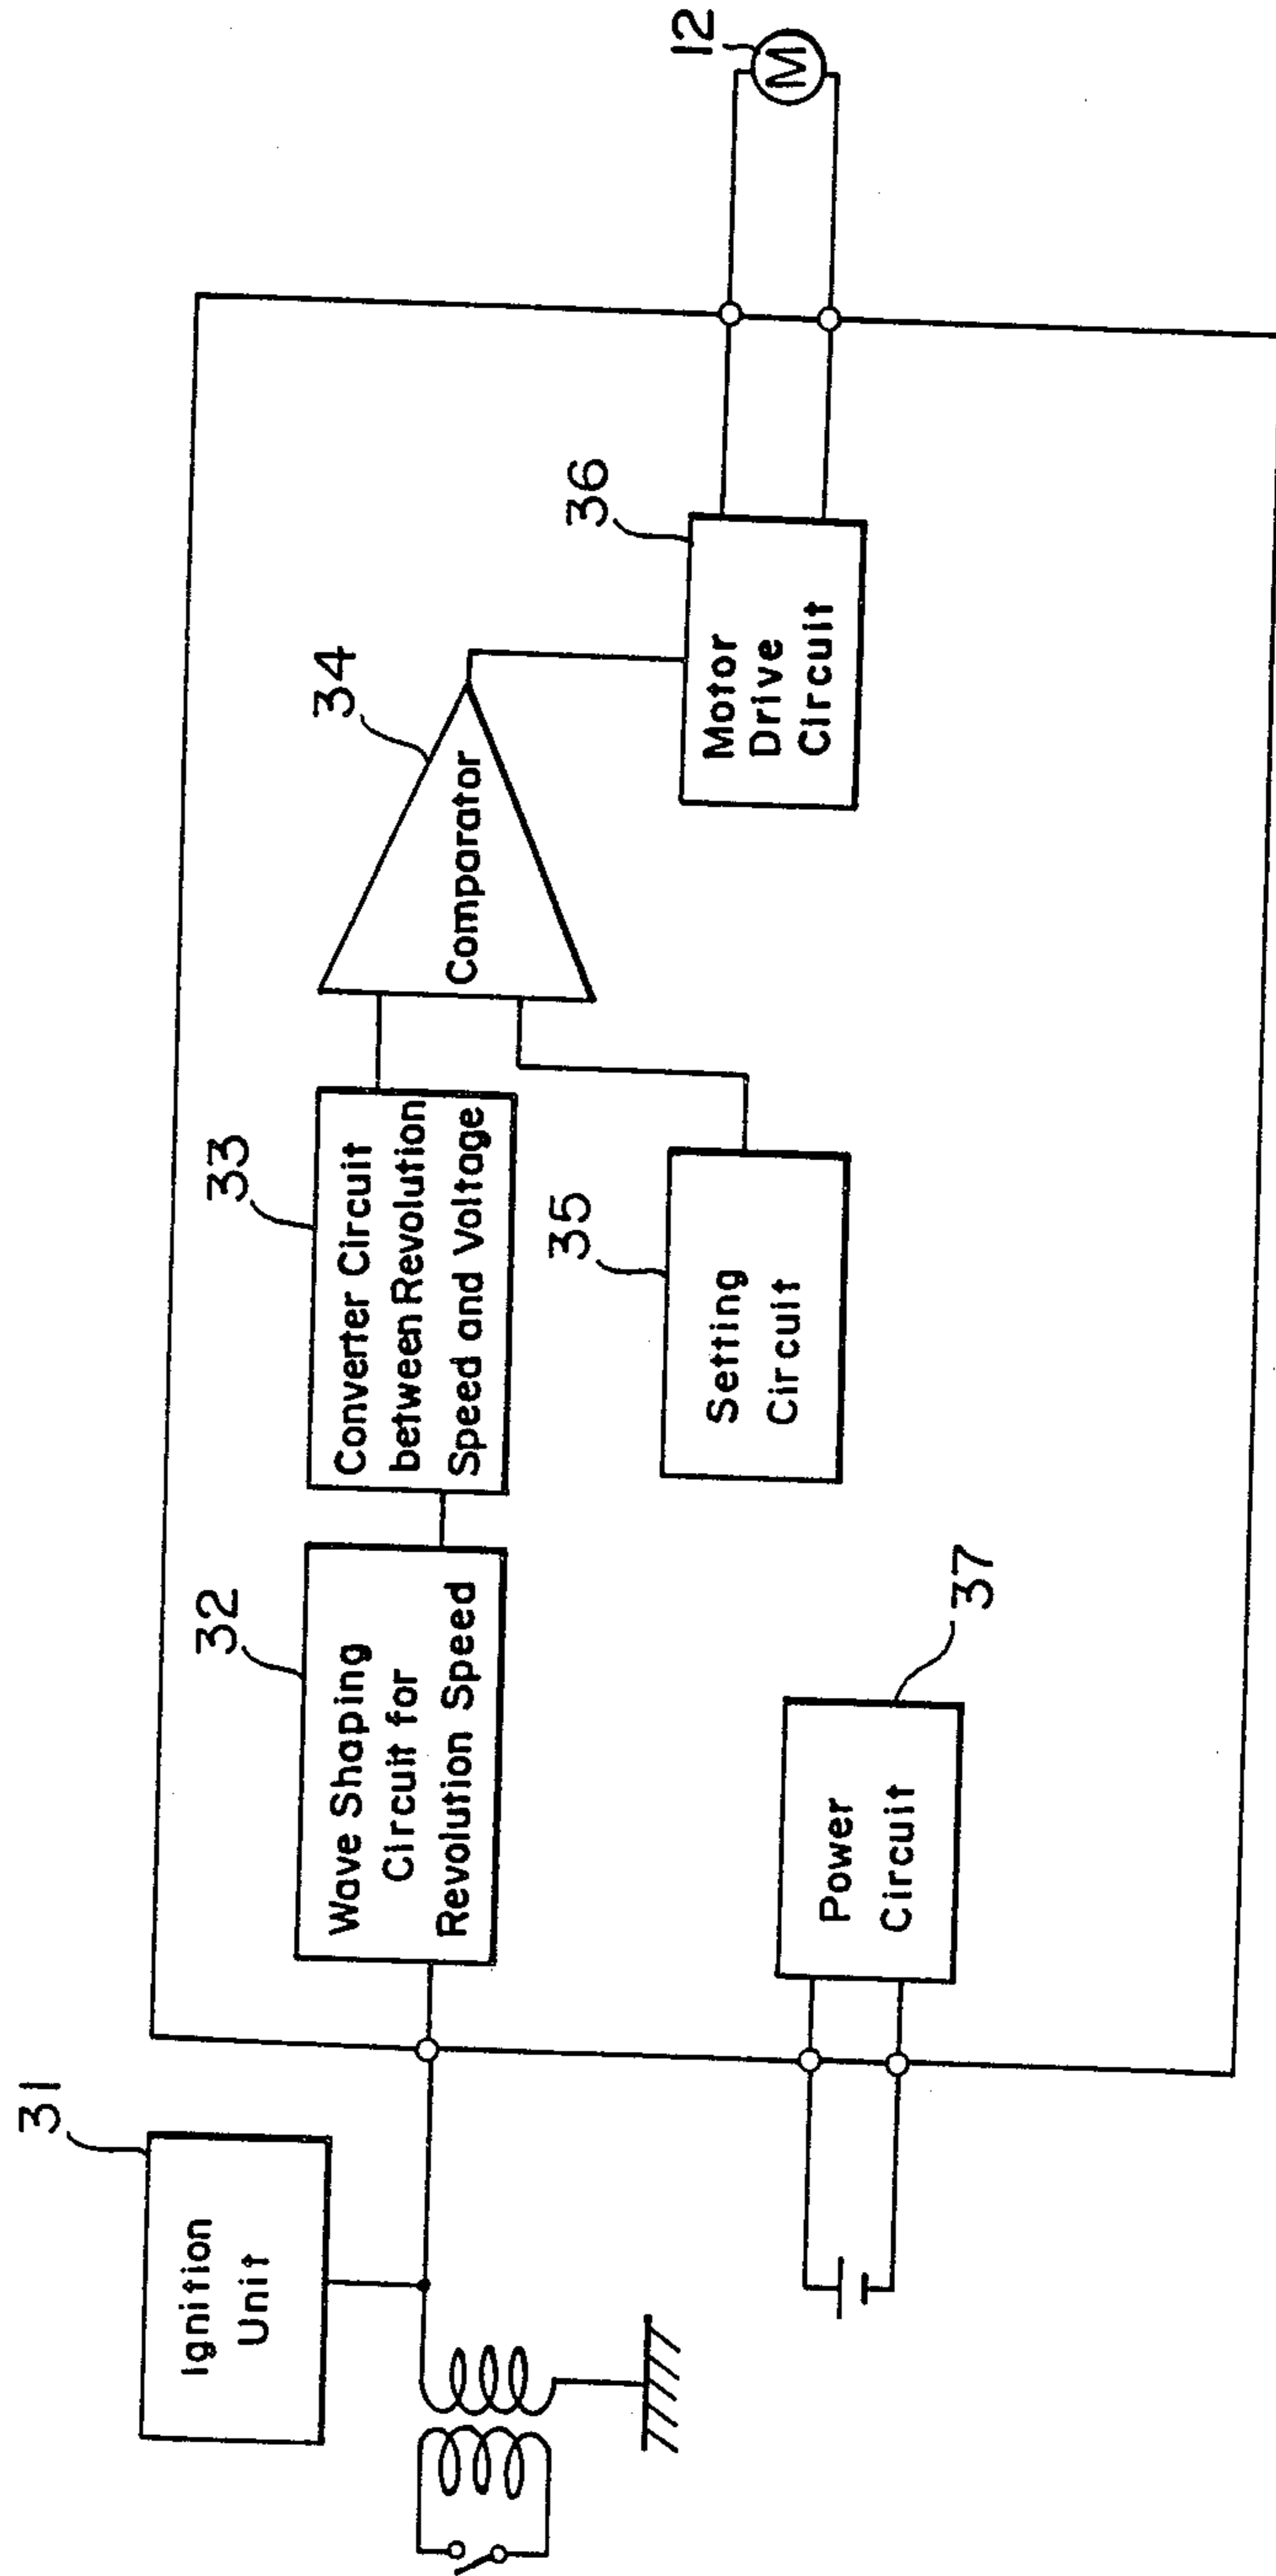 31
Ignition
Unit
32
Wave Shaping
Circuit for
Revolution Speed
33
Converter Circuit
between Revolution
Speed and Voltage
34
Comparator
35
Setting
Circuit
36
Motor
Drive
Circuit
12
M
37
Power
Circuit